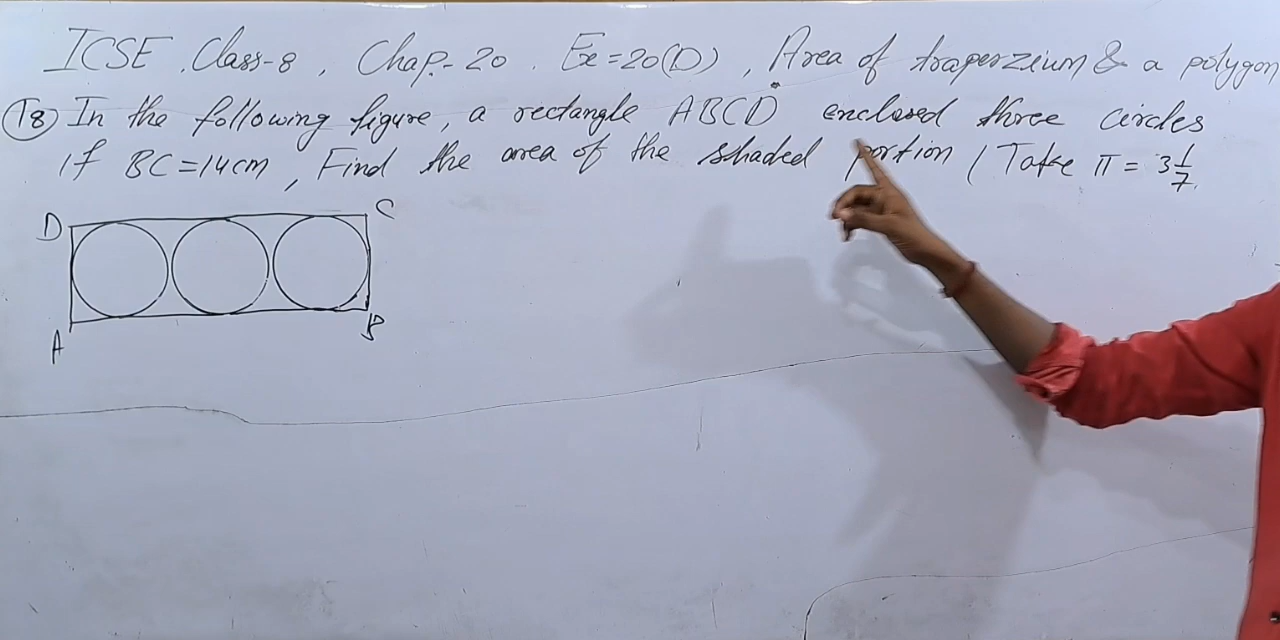 ICSE , Class-8 , Chap.- 20 . Ex = 20(D) , Area of traperzeium & a polygon
18 In the following figure, a rectangle ABCD enclosed three circles
if BC = 14cm , Find the area of the shaded portion ( Take π = 3 1/7 .
D C
A B